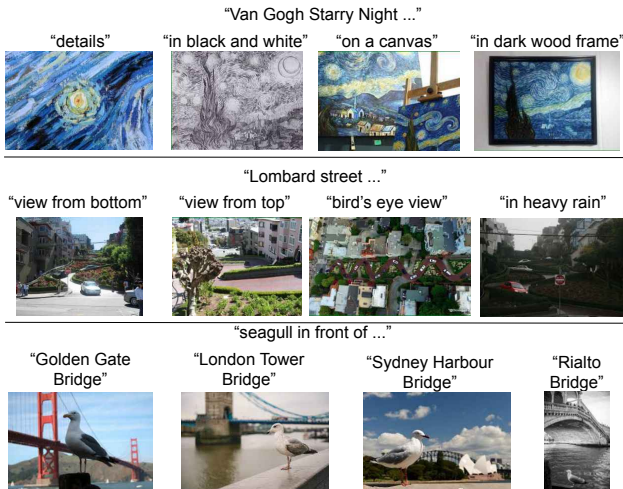 “Van Gogh Starry Night ...”
“details” “in black and white” “on a canvas” “in dark wood frame”
“Lombard street ...”
“view from bottom” “view from top” “bird’s eye view” “in heavy rain”
“seagull in front of ...”
“Golden Gate Bridge” “London Tower Bridge” “Sydney Harbour Bridge” “Rialto Bridge”